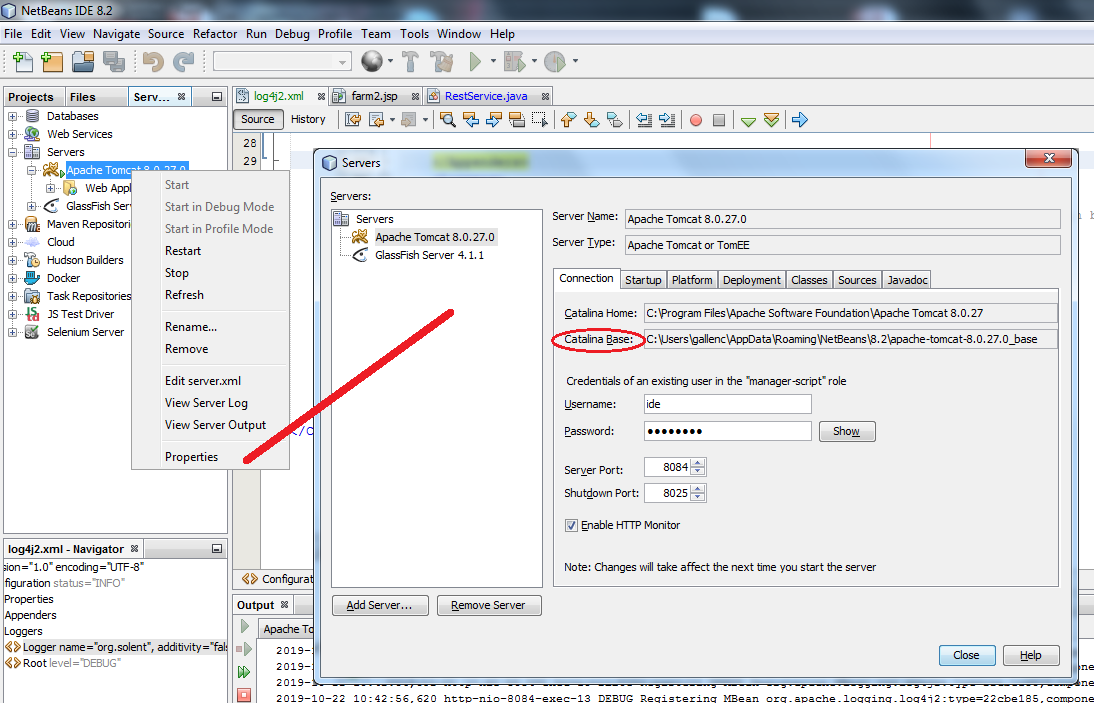 NetBeans IDE 8.2
File Edit View Navigate Source Refactor Run Debug Profile Team Tools Window Help
Projects Files Serv...
log4j2.xml farm2.jsp RestService.java
Source History
Databases
Web Services
Servers
Apache Tomcat 8.0.27.0
Web Appl
GlassFish Serv
Maven Repositori
Cloud
Hudson Builders
Docker
Task Repositories
JS Test Driver
Selenium Server
Start
Start in Debug Mode
Start in Profile Mode
Restart
Stop
Refresh
Rename...
Remove
Edit server.xml
View Server Log
View Server Output
Properties
28
29
Servers
Servers:
Servers
Apache Tomcat 8.0.27.0
GlassFish Server 4.1.1
Add Server... Remove Server
Server Name: Apache Tomcat 8.0.27.0
Server Type: Apache Tomcat or TomEE
Connection Startup Platform Deployment Classes Sources Javadoc
Catalina Home: C:\Program Files\Apache Software Foundation\Apache Tomcat 8.0.27
Catalina Base: C:\Users\gallenc\AppData\Roaming\NetBeans\8.2\apache-tomcat-8.0.27.0_base
Credentials of an existing user in the "manager-script" role
Username: ide
Password: ●●●●●●●● Show
Server Port: 8084
Shutdown Port: 8025
Enable HTTP Monitor
Note: Changes will take affect the next time you start the server
Close Help
log4j2.xml - Navigator
sion="1.0" encoding="UTF-8"
figuration status="INFO"
Properties
Appenders
Loggers
Logger name="org.solent", additivity="fals
Root level="DEBUG"
Configurat
Output
Apache To
2019-1
2019-1
2019-10-22 10:42:56,620 http-nio-8084-exec-13 DEBUG Registering MBean org.apache.logging.log4j2:type=22cbe185,compone